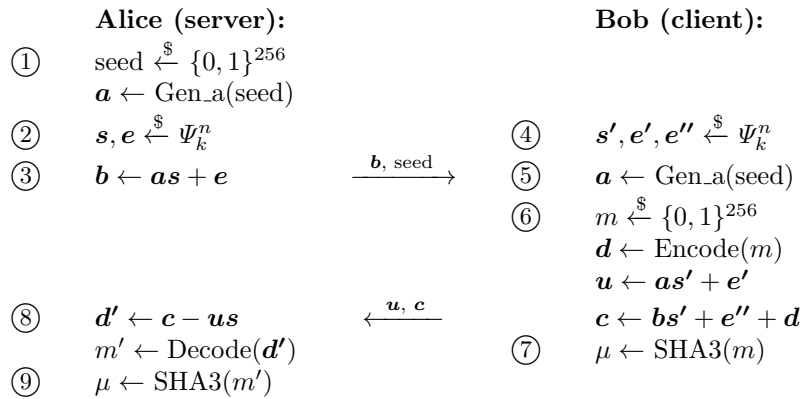 Alice (server): Bob (client):
① seed ←$ {0, 1}^256
a ← Gen_a(seed)
② s, e ←$ Ψ_k^n ④ s′, e′, e″ ←$ Ψ_k^n
③ b ← as + e b, seed → ⑤ a ← Gen_a(seed)
⑥ m ←$ {0, 1}^256
d ← Encode(m)
u ← as′ + e′
⑧ d′ ← c − us ← u, c c ← bs′ + e″ + d
m′ ← Decode(d′) ⑦ μ ← SHA3(m)
⑨ μ ← SHA3(m′)